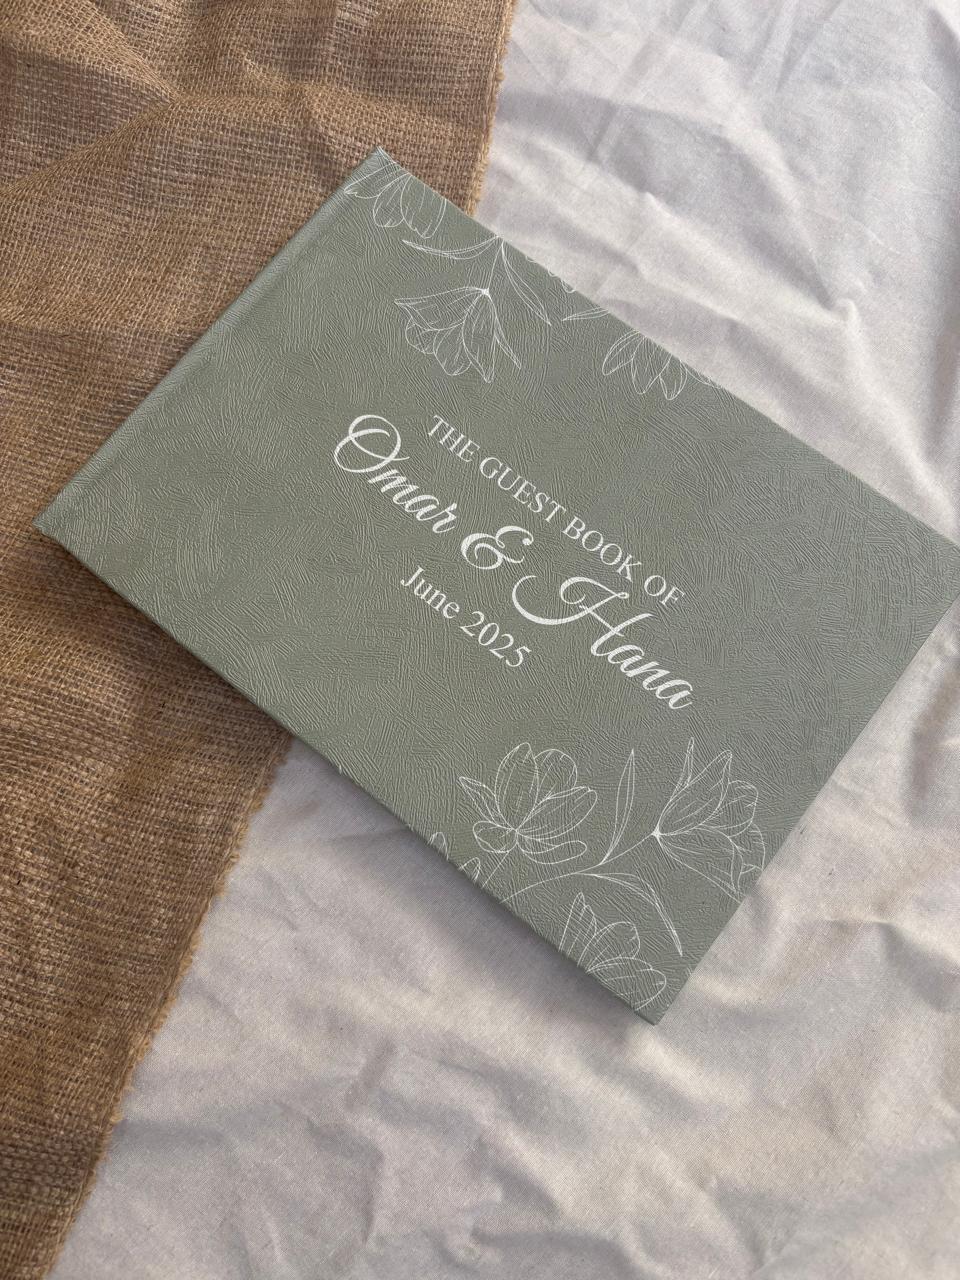 THE GUEST BOOK OF
Omar & Hana
June 2025